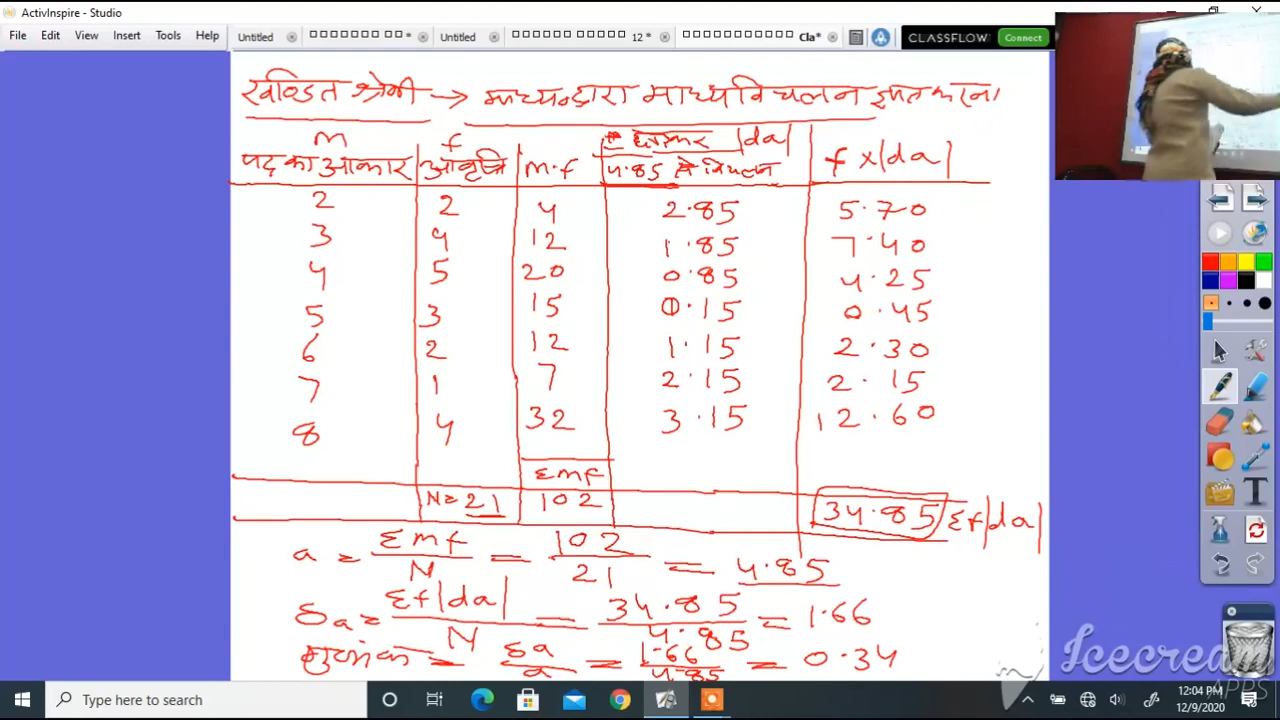 ActivInspire - Studio
File Edit View Insert Tools Help Untitled Untitled 12 * Cla* CLASSFLOW Connect
खण्डित श्रेणी → माध्य द्वारा माध्य विचलन ज्ञात करना
m f |da|
पद का आकार आवृत्ति m.f 4.85 से विचलन f x |da|
2 2 4 2.85 5.70
3 4 12 1.85 7.40
4 5 20 0.85 4.25
5 3 15 0.15 0.45
6 2 12 1.15 2.30
7 1 7 2.15 2.15
8 4 32 3.15 12.60
Σmf
N= 21 102 34.85 Σf|da|
a = Σmf/N = 102/21 = 4.85
δa = Σf|da|/N = 34.85/4.85 = 1.66
गुणांक = δa/a = 1.66/4.85 = 0.34
Icecream
APPS
Type here to search
12:04 PM
12/9/2020